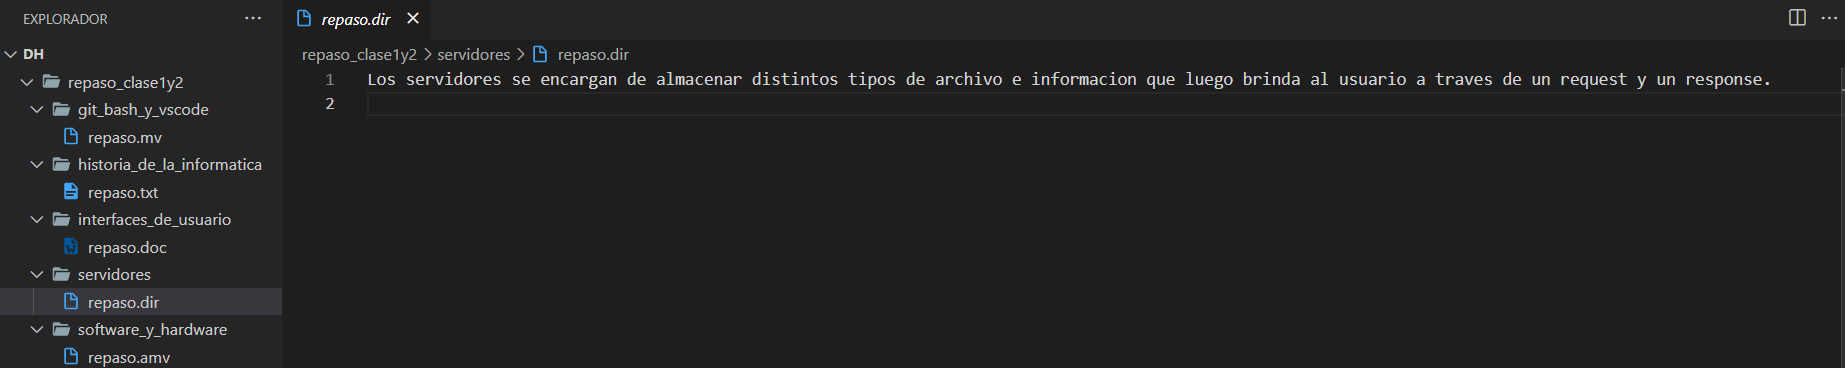 EXPLORADOR
DH
repaso_clase1y2
git_bash_y_vscode
repaso.mv
historia_de_la_informatica
repaso.txt
interfaces_de_usuario
repaso.doc
servidores
repaso.dir
software_y_hardware
repaso.amv
repaso.dir
repaso_clase1y2 > servidores > repaso.dir
1 Los servidores se encargan de almacenar distintos tipos de archivo e informacion que luego brinda al usuario a traves de un request y un response.
2